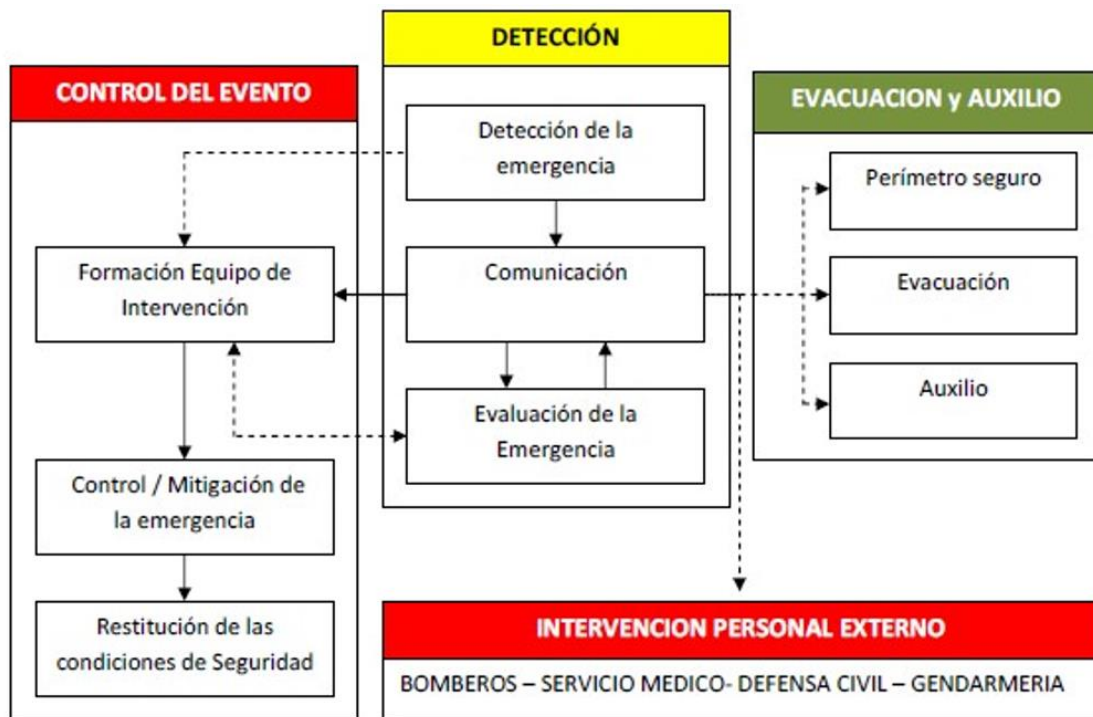 DETECCIÓN
Detección de la
emergencia
Comunicación
Evaluación de la
Emergencia
CONTROL DEL EVENTO
Formación Equipo de
Intervención
Control / Mitigación de
la emergencia
Restitución de las
condiciones de Seguridad
EVACUACION y AUXILIO
Perímetro seguro
Evacuación
Auxilio
INTERVENCION PERSONAL EXTERNO
BOMBEROS – SERVICIO MEDICO- DEFENSA CIVIL – GENDARMERIA